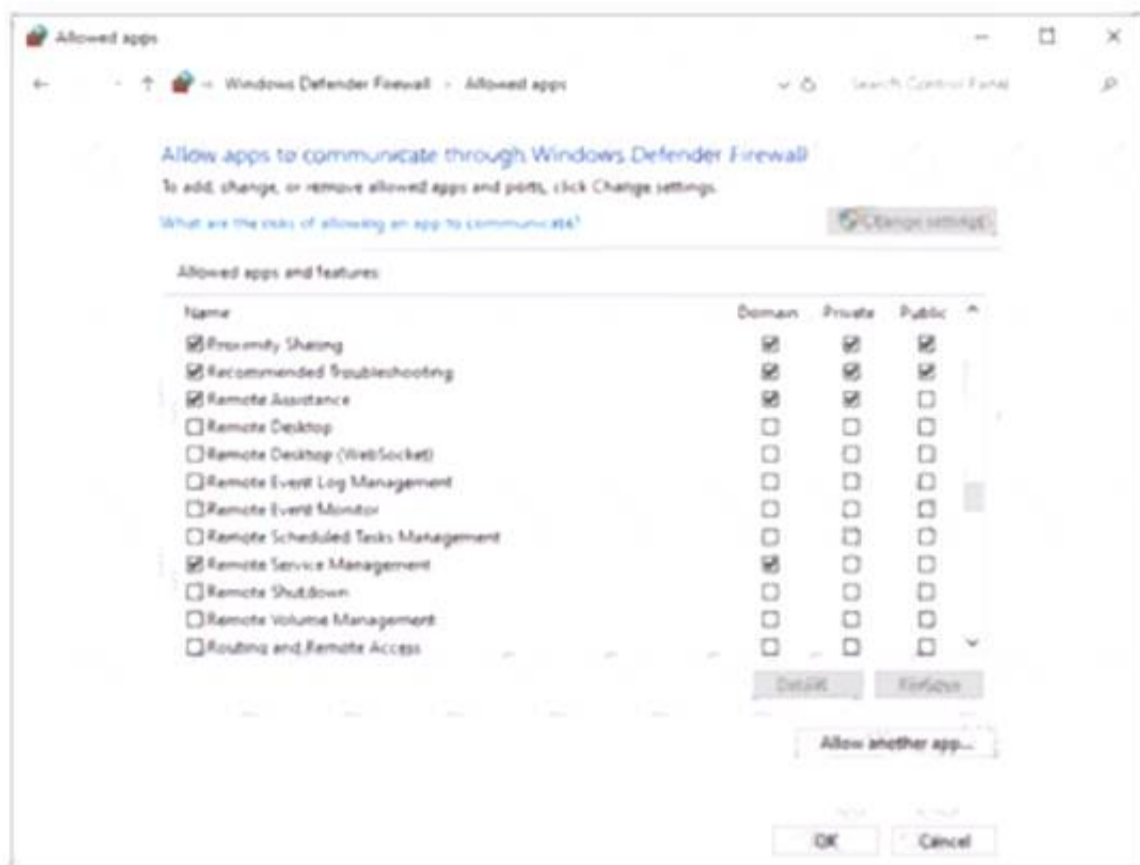 Allowed apps
Windows Defender Firewall Allowed apps Search Control Panel
Allow apps to communicate through Windows Defender Firewall
To add, change, or remove allowed apps and ports, click Change settings.
What are the risks of allowing an app to communicate?
Change settings
Allowed apps and features:
Name Domain Private Public
Proximity Sharing
Recommended Troubleshooting
Remote Assistance
Remote Desktop
Remote Desktop (WebSocket)
Remote Event Log Management
Remote Event Monitor
Remote Scheduled Tasks Management
Remote Service Management
Remote Shutdown
Remote Volume Management
Routing and Remote Access
Details Remove
Allow another app...
OK Cancel